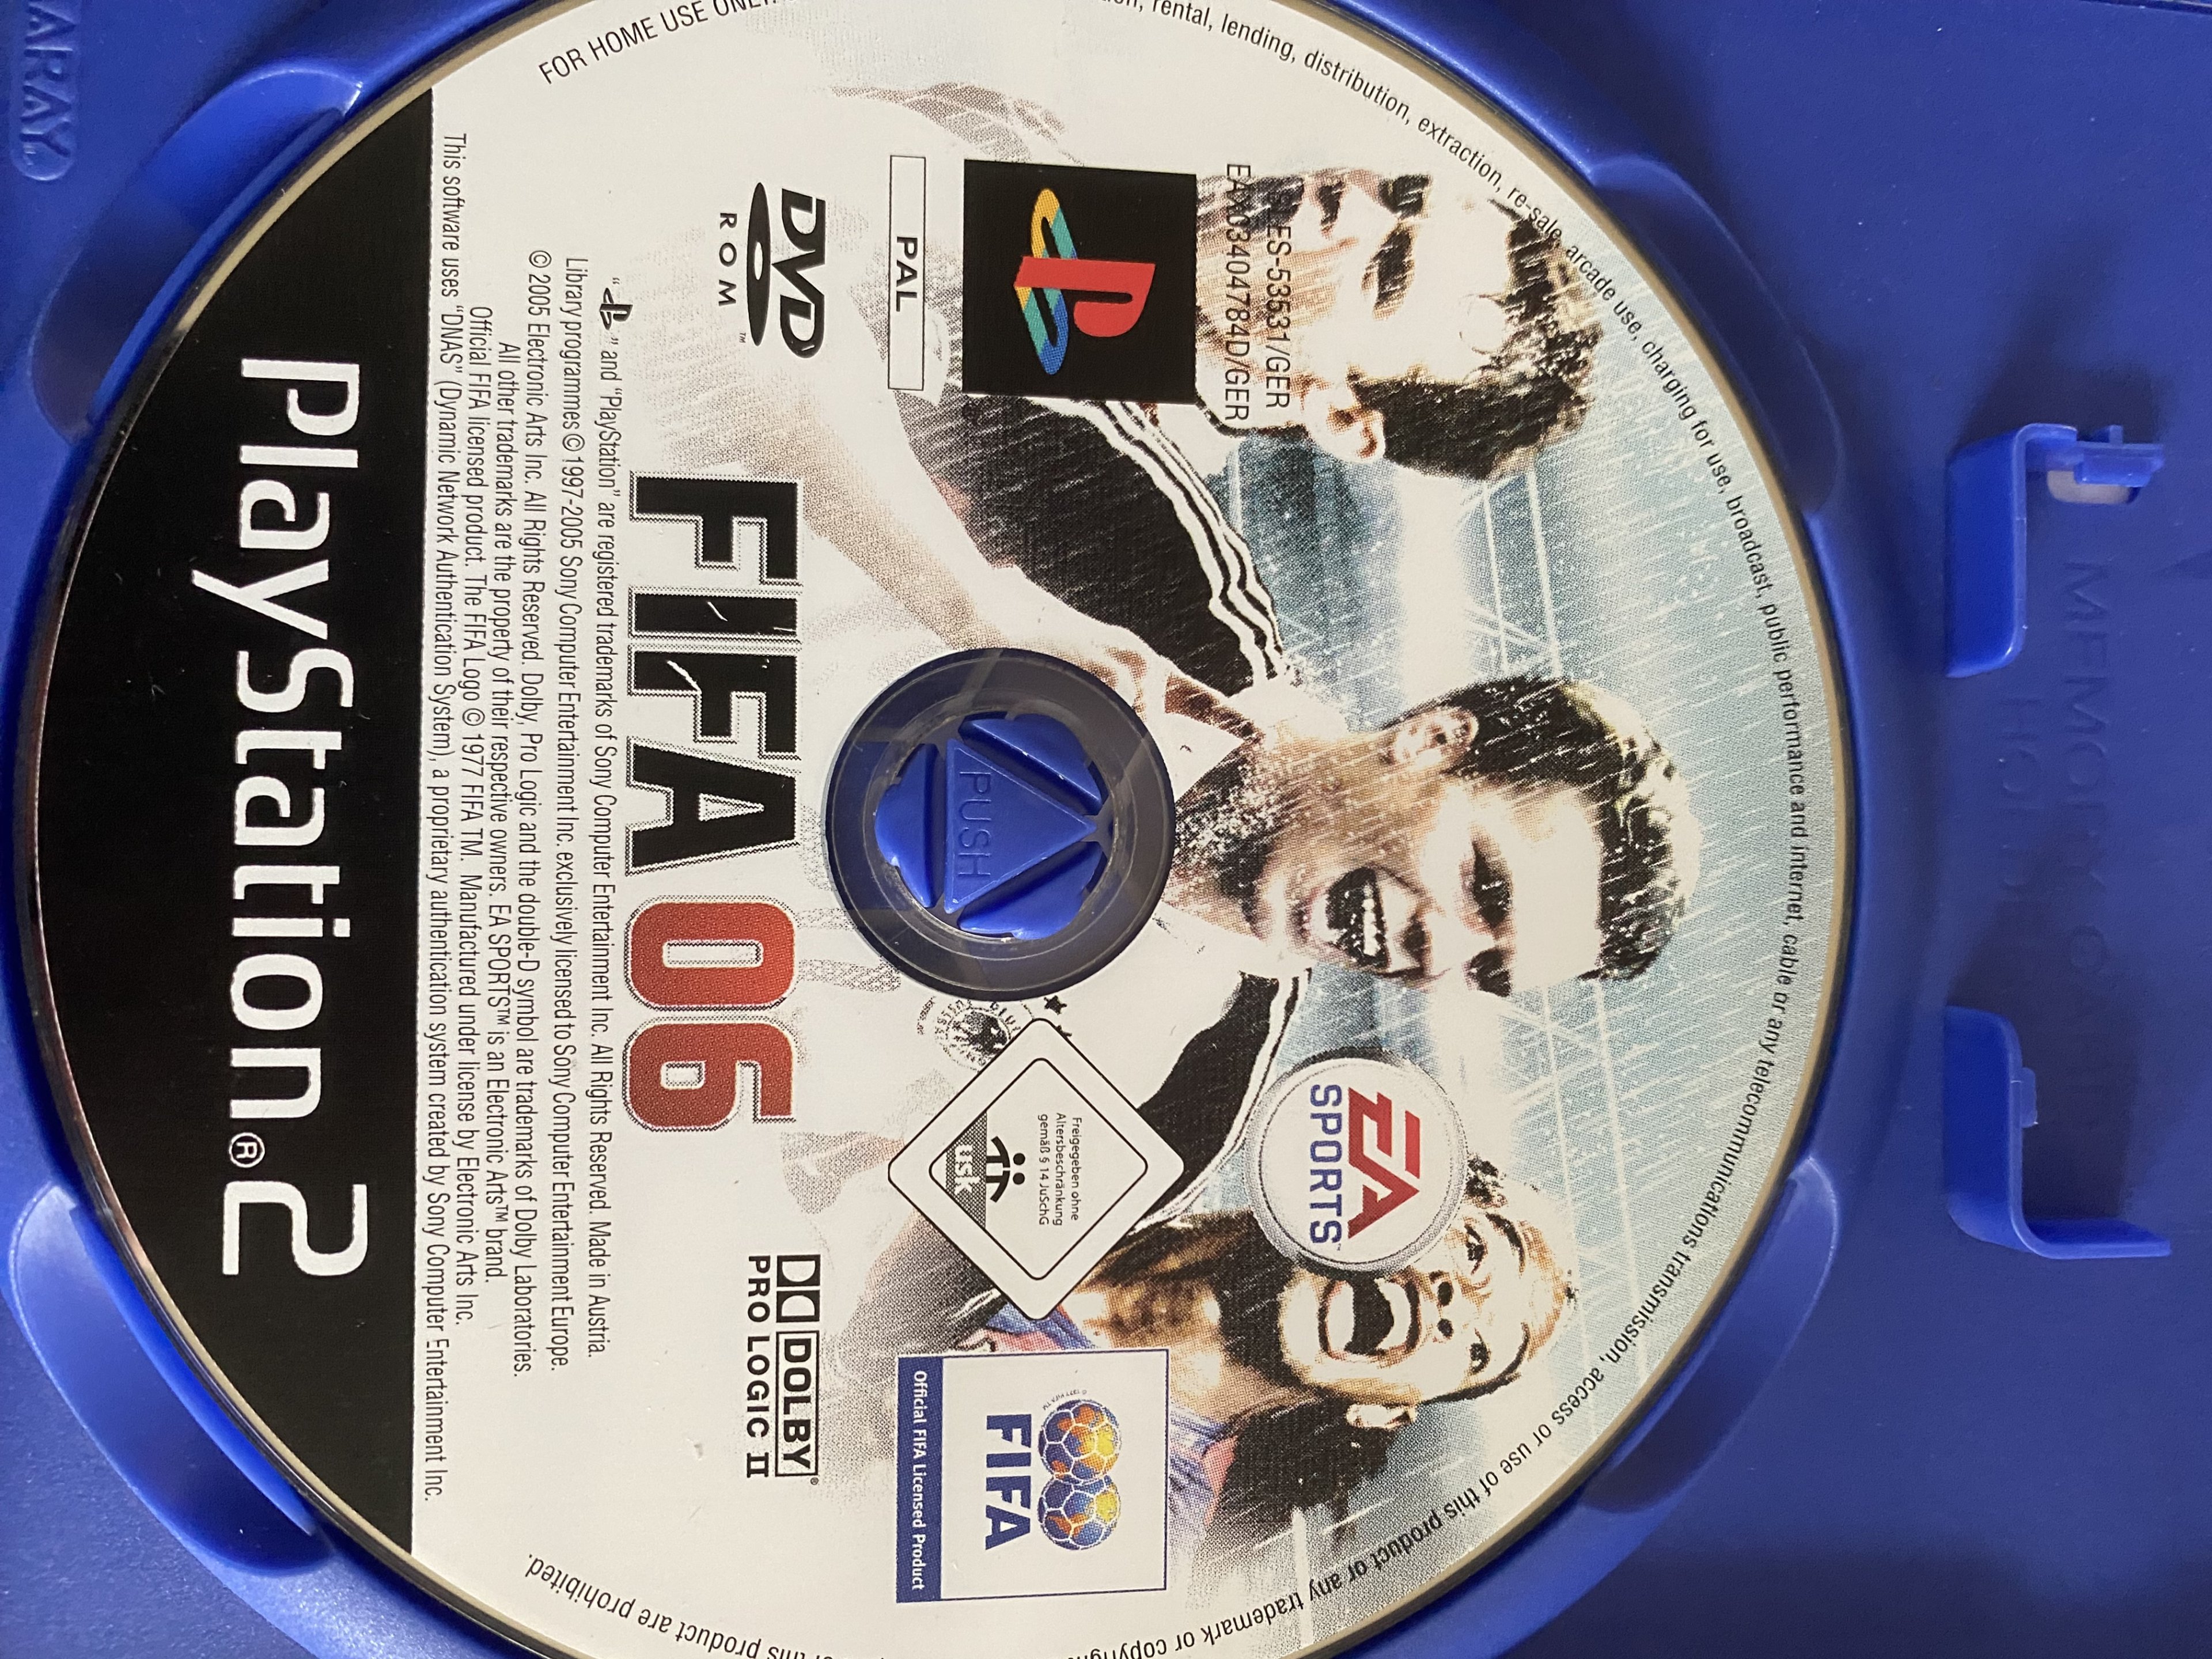 FOR HOME USE
rental, lending, distribution, extraction, re-sale, arcade use, charging for use, broadcast, public performance and internet, cable or any telecommunications transmission, access or use of this product or any trademark or
this product are prohibited.
ES-53531/GER
EAX03404784D/GER
EA
SPORTS™
PAL
PUSH
Freigegeben ohne
Altersbeschränkung
gemäß § 14 JuSchG
usk
FIFA
Official FIFA Licensed Product
DVD
ROM™
FIFA 06
DOLBY®
PRO LOGIC II
" " and "PlayStation" are registered trademarks of Sony Computer Entertainment Inc. All Rights Reserved. Made in Austria.
Library programmes © 1997-2005 Sony Computer Entertainment Inc. exclusively licensed to Sony Computer Entertainment Europe.
© 2005 Electronic Arts Inc. All Rights Reserved. Dolby, Pro Logic and the double-D symbol are trademarks of Dolby Laboratories.
All other trademarks are the property of their respective owners. EA SPORTS™ is an Electronic Arts™ brand.
Official FIFA licensed product. The FIFA Logo © 1977 FIFA TM. Manufactured under license by Electronic Arts Inc.
This software uses "DNAS" (Dynamic Network Authentication System), a proprietary authentication system created by Sony Computer Entertainment Inc.
PlayStation®2
MEMORY CARD
ARAY